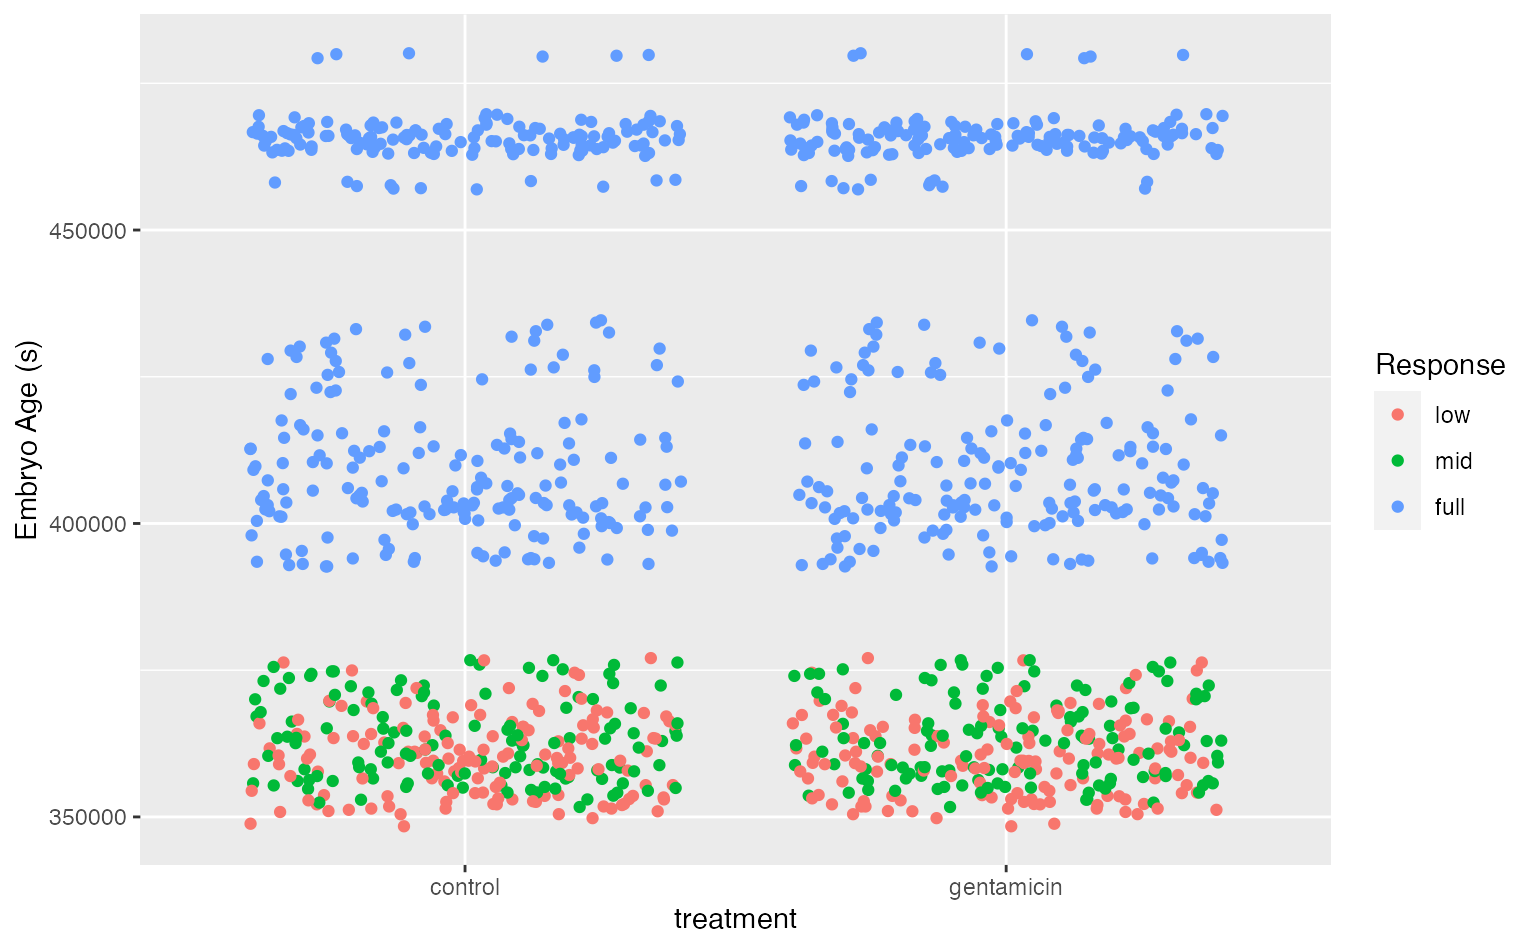 450000
400000
350000
Embryo Age (s)
control
gentamicin
treatment
Response
low
mid
full